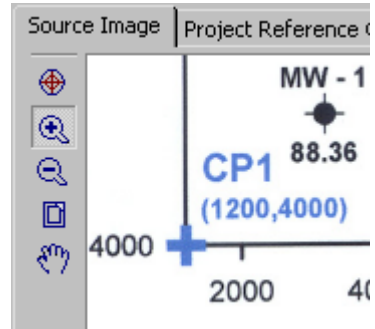 Source Image
Project Reference
MW - 1
88.36
CP1
(1200,4000)
4000
2000